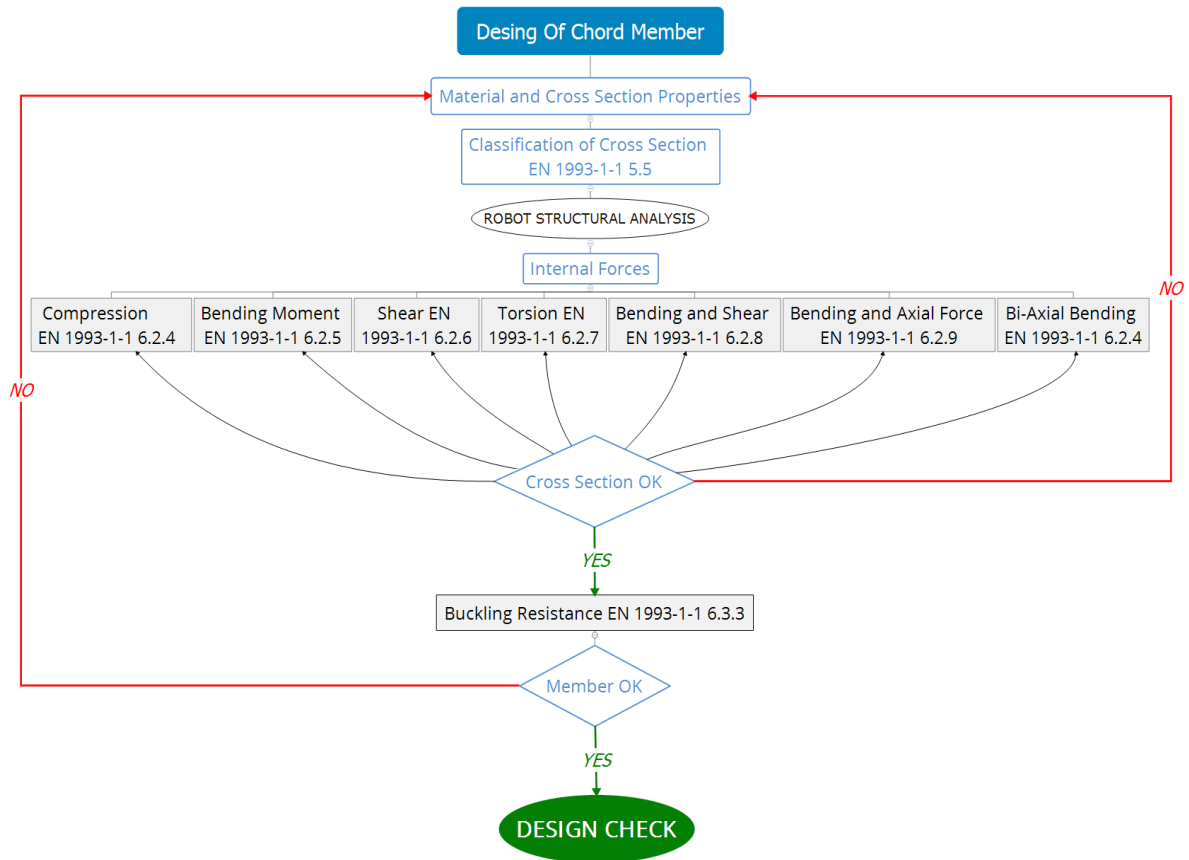 Desing Of Chord Member
Material and Cross Section Properties
Classification of Cross Section
EN 1993-1-1 5.5
ROBOT STRUCTURAL ANALYSIS
Internal Forces
NO
Compression
EN 1993-1-1 6.2.4
Bending Moment
EN 1993-1-1 6.2.5
Shear EN
1993-1-1 6.2.6
Torsion EN
1993-1-1 6.2.7
Bending and Shear
EN 1993-1-1 6.2.8
Bending and Axial Force
EN 1993-1-1 6.2.9
Bi-Axial Bending
EN 1993-1-1 6.2.4
NO
Cross Section OK
YES
Buckling Resistance EN 1993-1-1 6.3.3
Member OK
YES
DESIGN CHECK